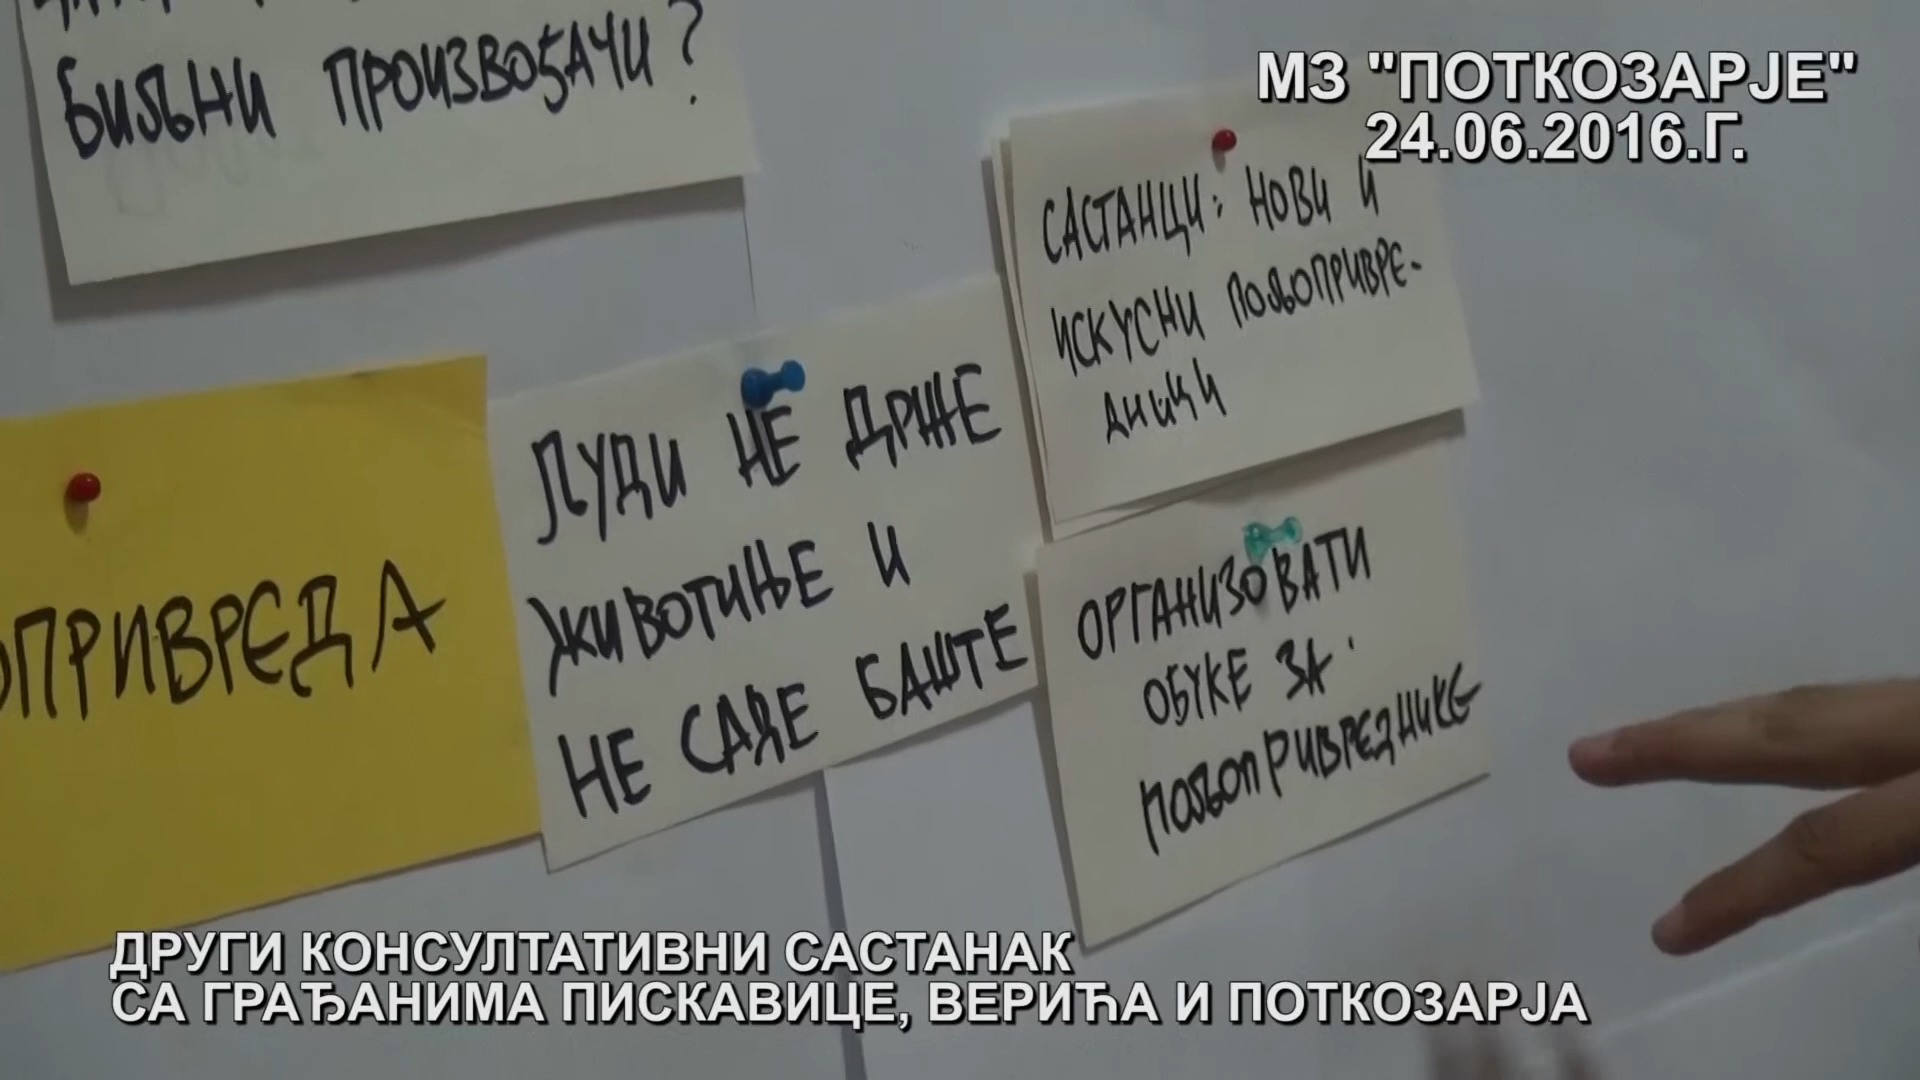 БИЉНИ ПРОИЗВОЂАЧИ?
МЗ "ПОТКОЗАРЈЕ"
24.06.2016.Г.
САСТАНЦИ: НОВИ И
ИСКУСНИ ПОЉОПРИВРЕ-
ДНИЦИ
ОПРИВРЕДА
ЉУДИ НЕ ДРЖЕ
ЖИВОТИЊЕ И
НЕ САДЕ БАШТЕ
ОРГАНИЗОВАТИ
ОБУКЕ ЗА
ПОЉОПРИВРЕДНИКЕ
ДРУГИ КОНСУЛТАТИВНИ САСТАНАК
СА ГРАЂАНИМА ПИСКАВИЦЕ, ВЕРИЋА И ПОТКОЗАРЈА